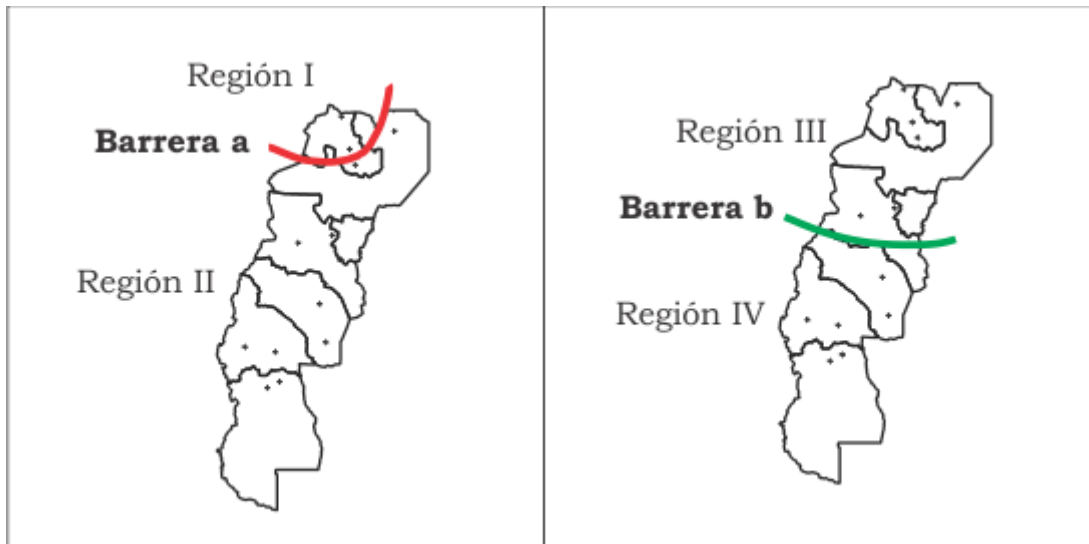 Región I
Barrera a
Región II
Región III
Barrera b
Región IV